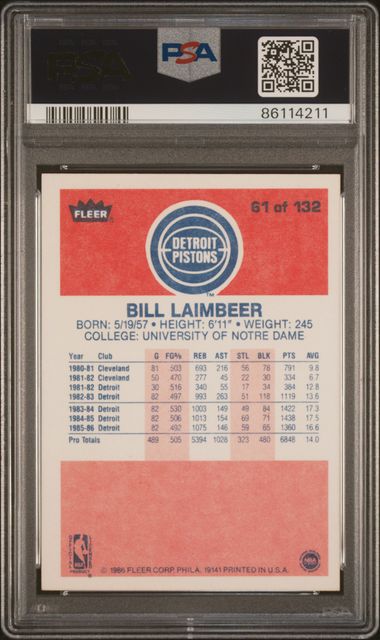 PSA
PSA
86114211
FLEER
61 of 132
DETROIT
PISTONS
TM
BILL LAIMBEER
BORN: 5/19/57 • HEIGHT: 6'11" • WEIGHT: 245
COLLEGE: UNIVERSITY OF NOTRE DAME
Year Club G FG% REB AST STL BLK PTS AVG
1980-81 Cleveland 81 .503 693 216 56 78 791 9.8
1981-82 Cleveland 50 .470 277 45 22 30 334 6.7
1981-82 Detroit 30 .516 340 55 17 34 384 12.8
1982-83 Detroit 82 .497 993 263 51 118 1119 13.6
1983-84 Detroit 82 .530 1003 149 49 84 1422 17.3
1984-85 Detroit 82 .506 1013 154 69 71 1438 17.5
1985-86 Detroit 82 .492 1075 146 59 65 1360 16.6
Pro Totals 489 .505 5394 1028 323 480 6848 14.0
© 1986 FLEER CORP. PHILA. 19141 PRINTED IN U.S.A.